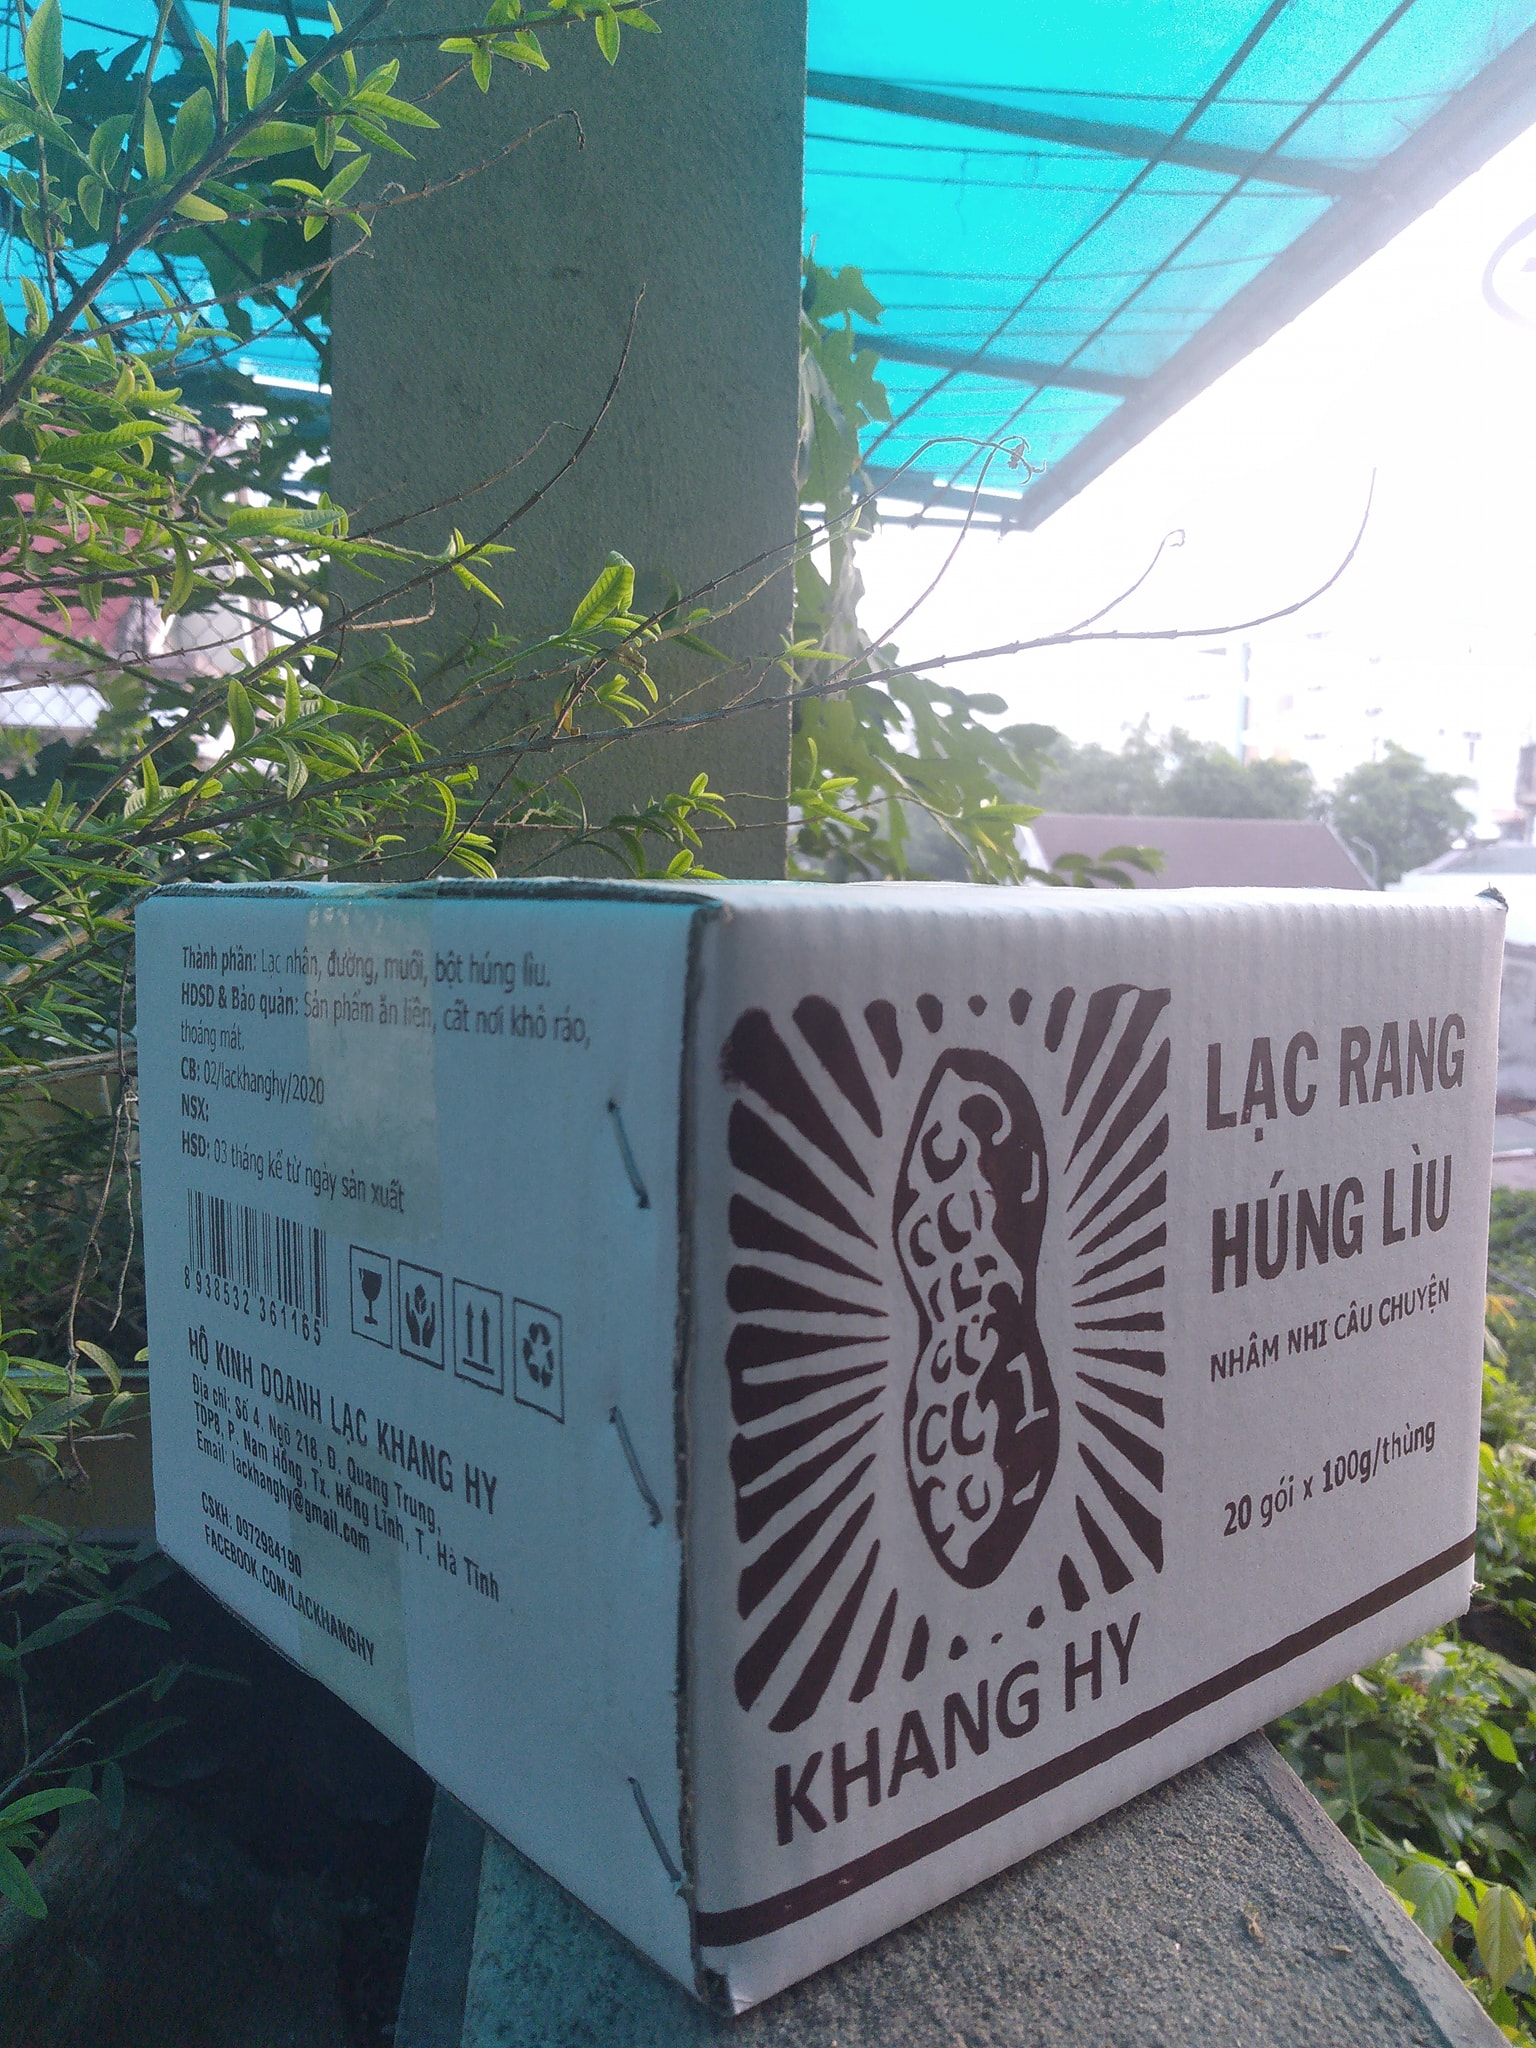 Thành phần: Lạc nhân, đường, muối, bột húng lìu.
HDSD & Bảo quản: Sản phẩm ăn liền, cất nơi khô ráo,
thoáng mát.
CB: 02/lackhanghy/2020
NSX:
HSD: 03 tháng kể từ ngày sản xuất
8 938532 361165
HỘ KINH DOANH LẠC KHANG HY
Địa chỉ: Số 4, Ngõ 218, Đ. Quang Trung,
TDP8, P. Nam Hồng, Tx. Hồng Lĩnh, T. Hà Tĩnh
Email: lackhanghy@gmail.com
CSKH: 0972984190
FACEBOOK.COM/LACKHANGHY
KHANG HY
LẠC RANG
HÚNG LÌU
NHÂM NHI CÂU CHUYỆN
20 gói x 100g/thùng